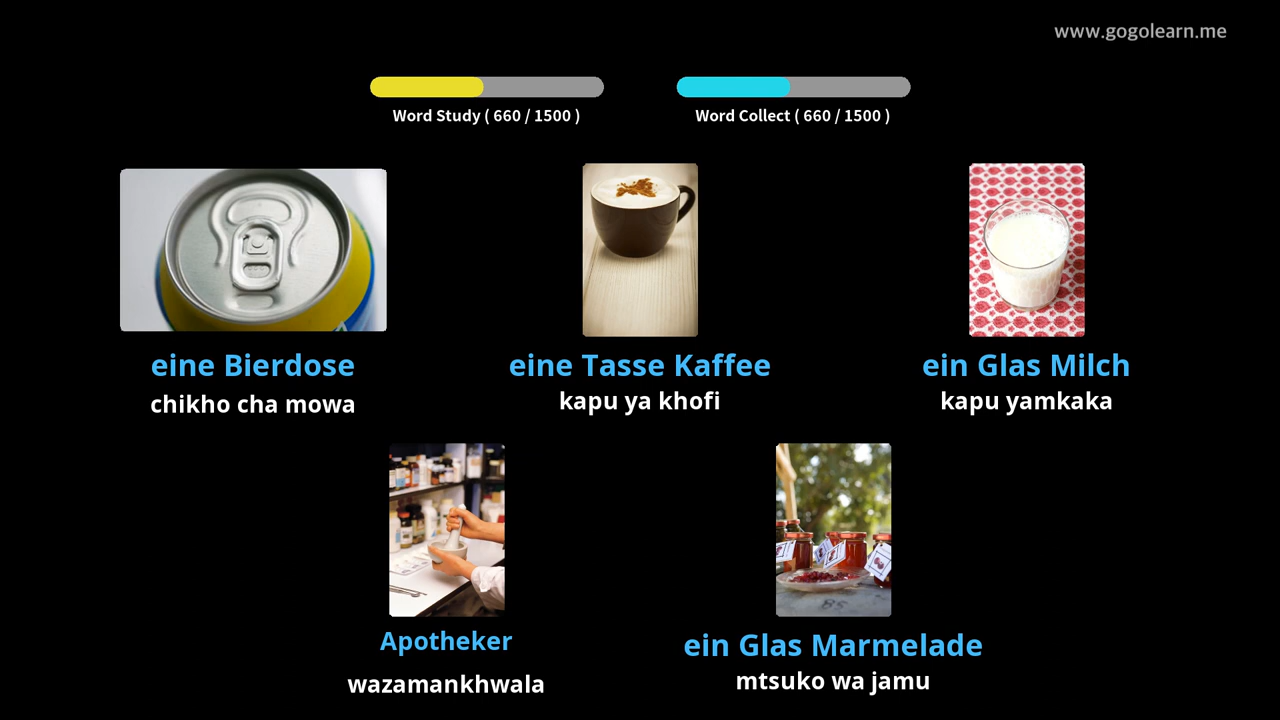 www.gogolearn.me
Word Study ( 660 / 1500 )
Word Collect ( 660 / 1500 )
eine Bierdose
chikho cha mowa
eine Tasse Kaffee
kapu ya khofi
ein Glas Milch
kapu yamkaka
Apotheker
wazamankhwala
ein Glas Marmelade
mtsuko wa jamu